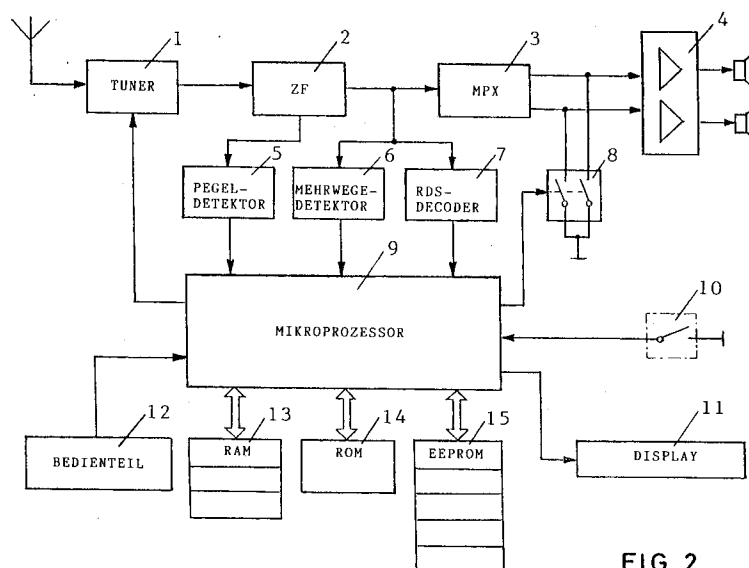 1
2
3
4
TUNER
ZF
MPX
5
6
7
8
PEGEL-
DETEKTOR
MEHRWEGE-
DETEKTOR
RDS-
DECODER
9
MIKROPROZESSOR
10
12
13
14
15
11
BEDIENTEIL
RAM
ROM
EEPROM
DISPLAY
FIG. 2